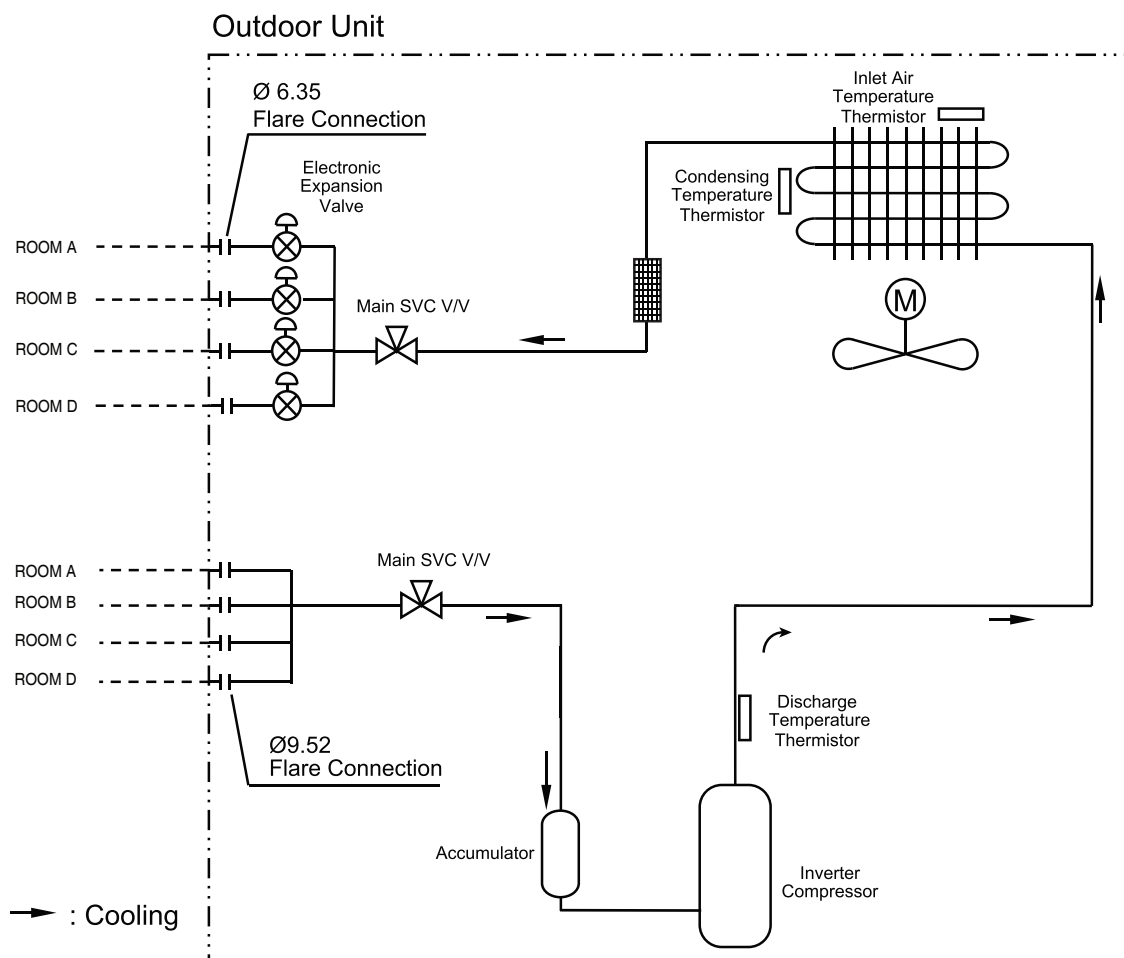 Outdoor Unit
Ø 6.35
Flare Connection
Inlet Air
Temperature
Thermistor
Electronic
Expansion
Valve
Condensing
Temperature
Thermistor
ROOM A
ROOM B
ROOM C
ROOM D
Main SVC V/V
M
Main SVC V/V
ROOM A
ROOM B
ROOM C
ROOM D
Ø9.52
Flare Connection
Discharge
Temperature
Thermistor
Accumulator
Inverter
Compressor
: Cooling